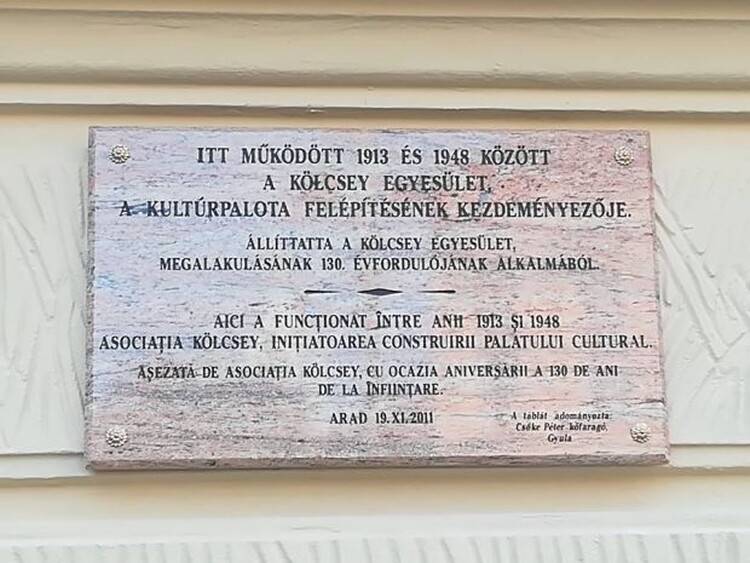 ITT MŰKÖDÖTT 1913 ÉS 1948 KÖZÖTT
A KÖLCSEY EGYESÜLET,
A KULTÚRPALOTA FELÉPÍTÉSÉNEK KEZDEMÉNYEZŐJE.
ÁLLÍTTATTA A KÖLCSEY EGYESÜLET,
MEGALAKULÁSÁNAK 130. ÉVFORDULÓJÁNAK ALKALMÁBÓL.
AICI A FUNCȚIONAT ÎNTRE ANII 1913 ȘI 1948
ASOCIAȚIA KÖLCSEY, INIȚIATOAREA CONSTRUIRII PALATULUI CULTURAL.
AȘEZATĂ DE ASOCIAȚIA KÖLCSEY, CU OCAZIA ANIVERSĂRII A 130 DE ANI
DE LA ÎNFIINȚARE.
ARAD 19.XI.2011
A táblát adományozta:
Cséke Péter kőfaragó,
Gyula